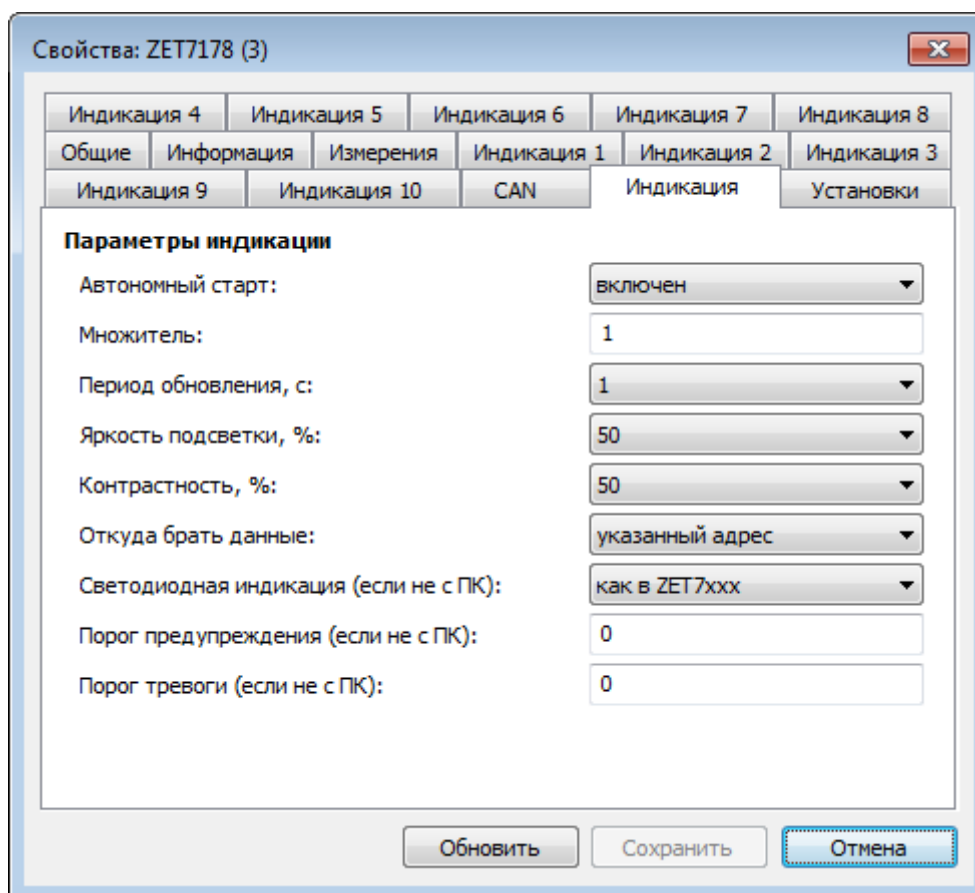 Свойства: ZET7178 (3)
Индикация 4 Индикация 5 Индикация 6 Индикация 7 Индикация 8
Общие Информация Измерения Индикация 1 Индикация 2 Индикация 3
Индикация 9 Индикация 10 CAN Индикация Установки
Параметры индикации
Автономный старт: включен
Множитель: 1
Период обновления, с: 1
Яркость подсветки, %: 50
Контрастность, %: 50
Откуда брать данные: указанный адрес
Светодиодная индикация (если не с ПК): как в ZET7xxx
Порог предупреждения (если не с ПК): 0
Порог тревоги (если не с ПК): 0
Обновить Сохранить Отмена